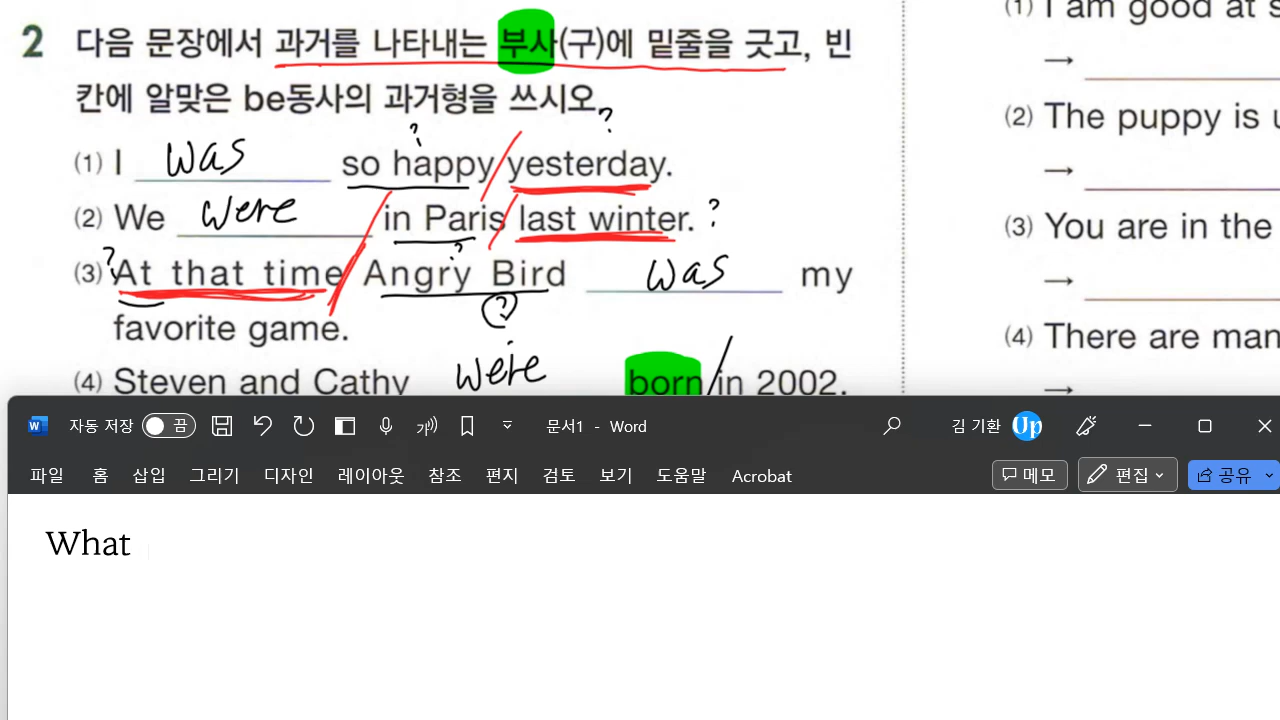 2 다음 문장에서 과거를 나타내는 부사(구)에 밑줄을 긋고, 빈
칸에 알맞은 be동사의 과거형을 쓰시오.
(1) I was so happy / yesterday. ? ?
(2) We were / in Paris / last winter. ?
(3) ? At that time / Angry Bird was my ? ?
favorite game.
(4) Steven and Cathy were born / in 2002.
(1) I am good at s
→
(2) The puppy is u
→
(3) You are in the
→
(4) There are man
→
자동 저장 끔 가)) 문서1 - Word 김 기환 Up
파일 홈 삽입 그리기 디자인 레이아웃 참조 편지 검토 보기 도움말 Acrobat 메모 편집 공유
What